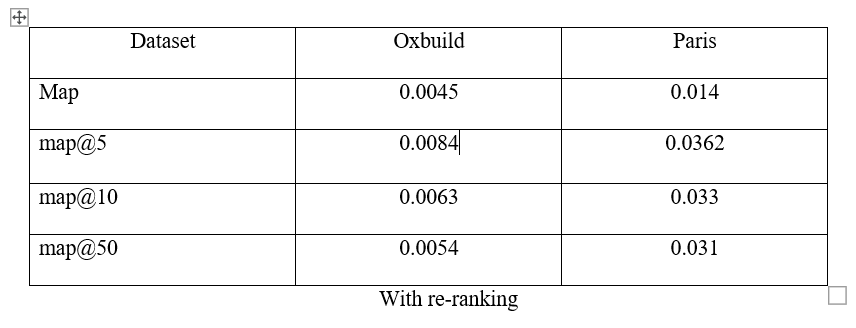 Dataset Oxbuild Paris
Map 0.0045 0.014
map@5 0.0084 0.0362
map@10 0.0063 0.033
map@50 0.0054 0.031
With re-ranking